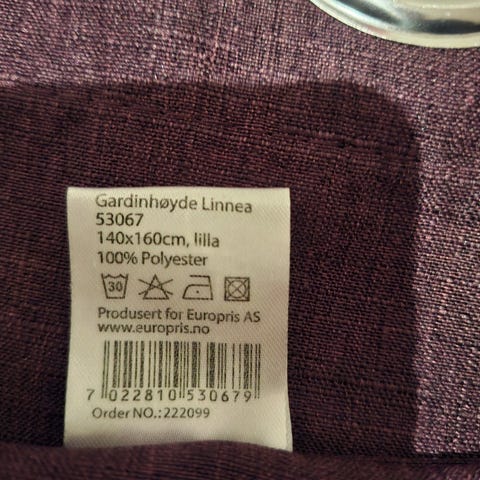 Gardinhøyde Linnea
53067
140x160cm, lilla
100% Polyester
30
Produsert for Europris AS
www.europris.no
7 022810 530679
Order NO.:222099